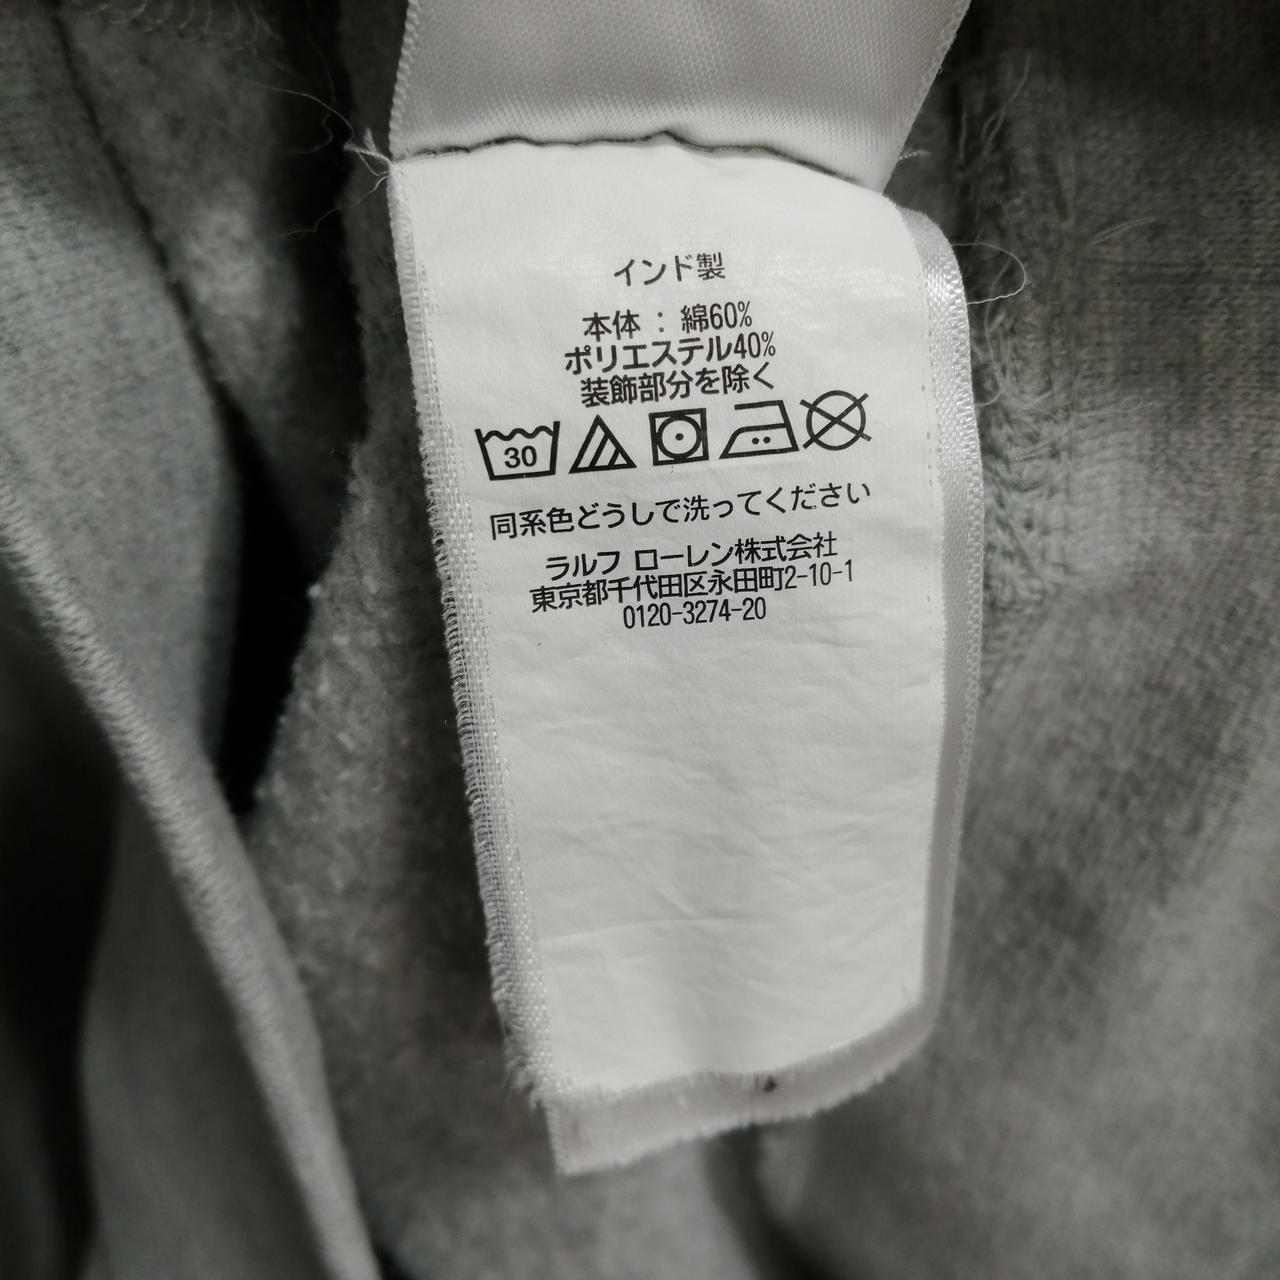 インド製
本体 : 綿60%
ポリエステル40%
装飾部分を除く
30
同系色どうしで洗ってください
ラルフ ローレン株式会社
東京都千代田区永田町2-10-1
0120-3274-20